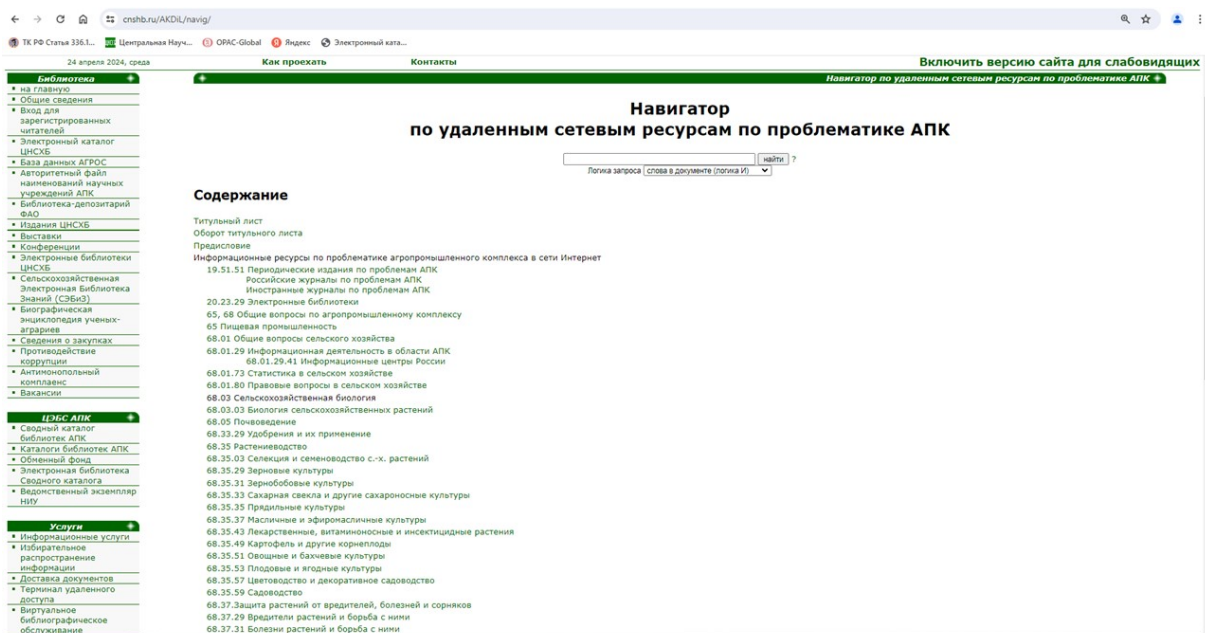 cnshb.ru/AKDiL/navig/
ТК РФ Статья 336.1...
Центральная Науч...
OPAC-Global
Яндекс
Электронный ката...
24 апреля 2024, среда
Как проехать
Контакты
Включить версию сайта для слабовидящих
Библиотека
на главную
Общие сведения
Вход для
зарегистрированных
читателей
Электронный каталог
ЦНСХБ
База данных АГРОС
Авторитетный файл
наименований научных
учреждений АПК
Библиотека-депозитарий
ФАО
Издания ЦНСХБ
Выставки
Конференции
Электронные библиотеки
ЦНСХБ
Сельскохозяйственная
Электронная Библиотека
Знаний (СЭБиЗ)
Биографическая
энциклопедия ученых-
аграриев
Сведения о закупках
Противодействие
коррупции
Антимонопольный
комплаенс
Вакансии
ЦЭБС АПК
Сводный каталог
библиотек АПК
Каталоги библиотек АПК
Обменный фонд
Электронная библиотека
Сводного каталога
Ведомственный экземпляр
НИУ
Услуги
Информационные услуги
Избирательное
распространение
информации
Доставка документов
Терминал удаленного
доступа
Виртуальное
библиографическое
обслуживание
Навигатор по удаленным сетевым ресурсам по проблематике АПК
Навигатор
по удаленным сетевым ресурсам по проблематике АПК
найти ?
Логика запроса слова в документе (логика И)
Содержание
Титульный лист
Оборот титульного листа
Предисловие
Информационные ресурсы по проблематике агропромышленного комплекса в сети Интернет
19.51.51 Периодические издания по проблемам АПК
Российские журналы по проблемам АПК
Иностранные журналы по проблемам АПК
20.23.29 Электронные библиотеки
65, 68 Общие вопросы по агропромышленному комплексу
65 Пищевая промышленность
68.01 Общие вопросы сельского хозяйства
68.01.29 Информационная деятельность в области АПК
68.01.29.41 Информационные центры России
68.01.73 Статистика в сельском хозяйстве
68.01.80 Правовые вопросы в сельском хозяйстве
68.03 Сельскохозяйственная биология
68.03.03 Биология сельскохозяйственных растений
68.05 Почвоведение
68.33.29 Удобрения и их применение
68.35 Растениеводство
68.35.03 Селекция и семеноводство с.-х. растений
68.35.29 Зерновые культуры
68.35.31 Зернобобовые культуры
68.35.33 Сахарная свекла и другие сахароносные культуры
68.35.35 Прядильные культуры
68.35.37 Масличные и эфиромасличные культуры
68.35.43 Лекарственные, витаминоносные и инсектицидные растения
68.35.49 Картофель и другие корнеплоды
68.35.51 Овощные и бахчевые культуры
68.35.53 Плодовые и ягодные культуры
68.35.57 Цветоводство и декоративное садоводство
68.35.59 Садоводство
68.37.Защита растений от вредителей, болезней и сорняков
68.37.29 Вредители растений и борьба с ними
68.37.31 Болезни растений и борьба с ними